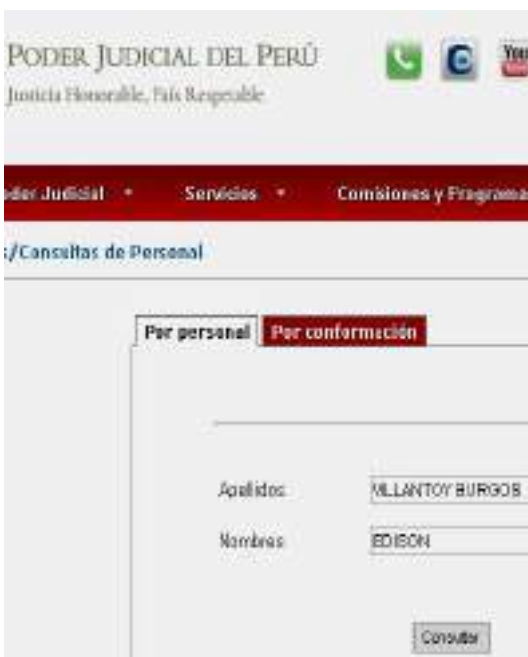 PODER JUDICIAL DEL PERÚ
Justicia Honorable, País Respetable
You
oder Judicial Servicios Comisiones y Programa
s/Consultas de Personal
Por personal Por conformación
Apellidos: VILLANTOY BURGOS
Nombres: EDISON
Consultar